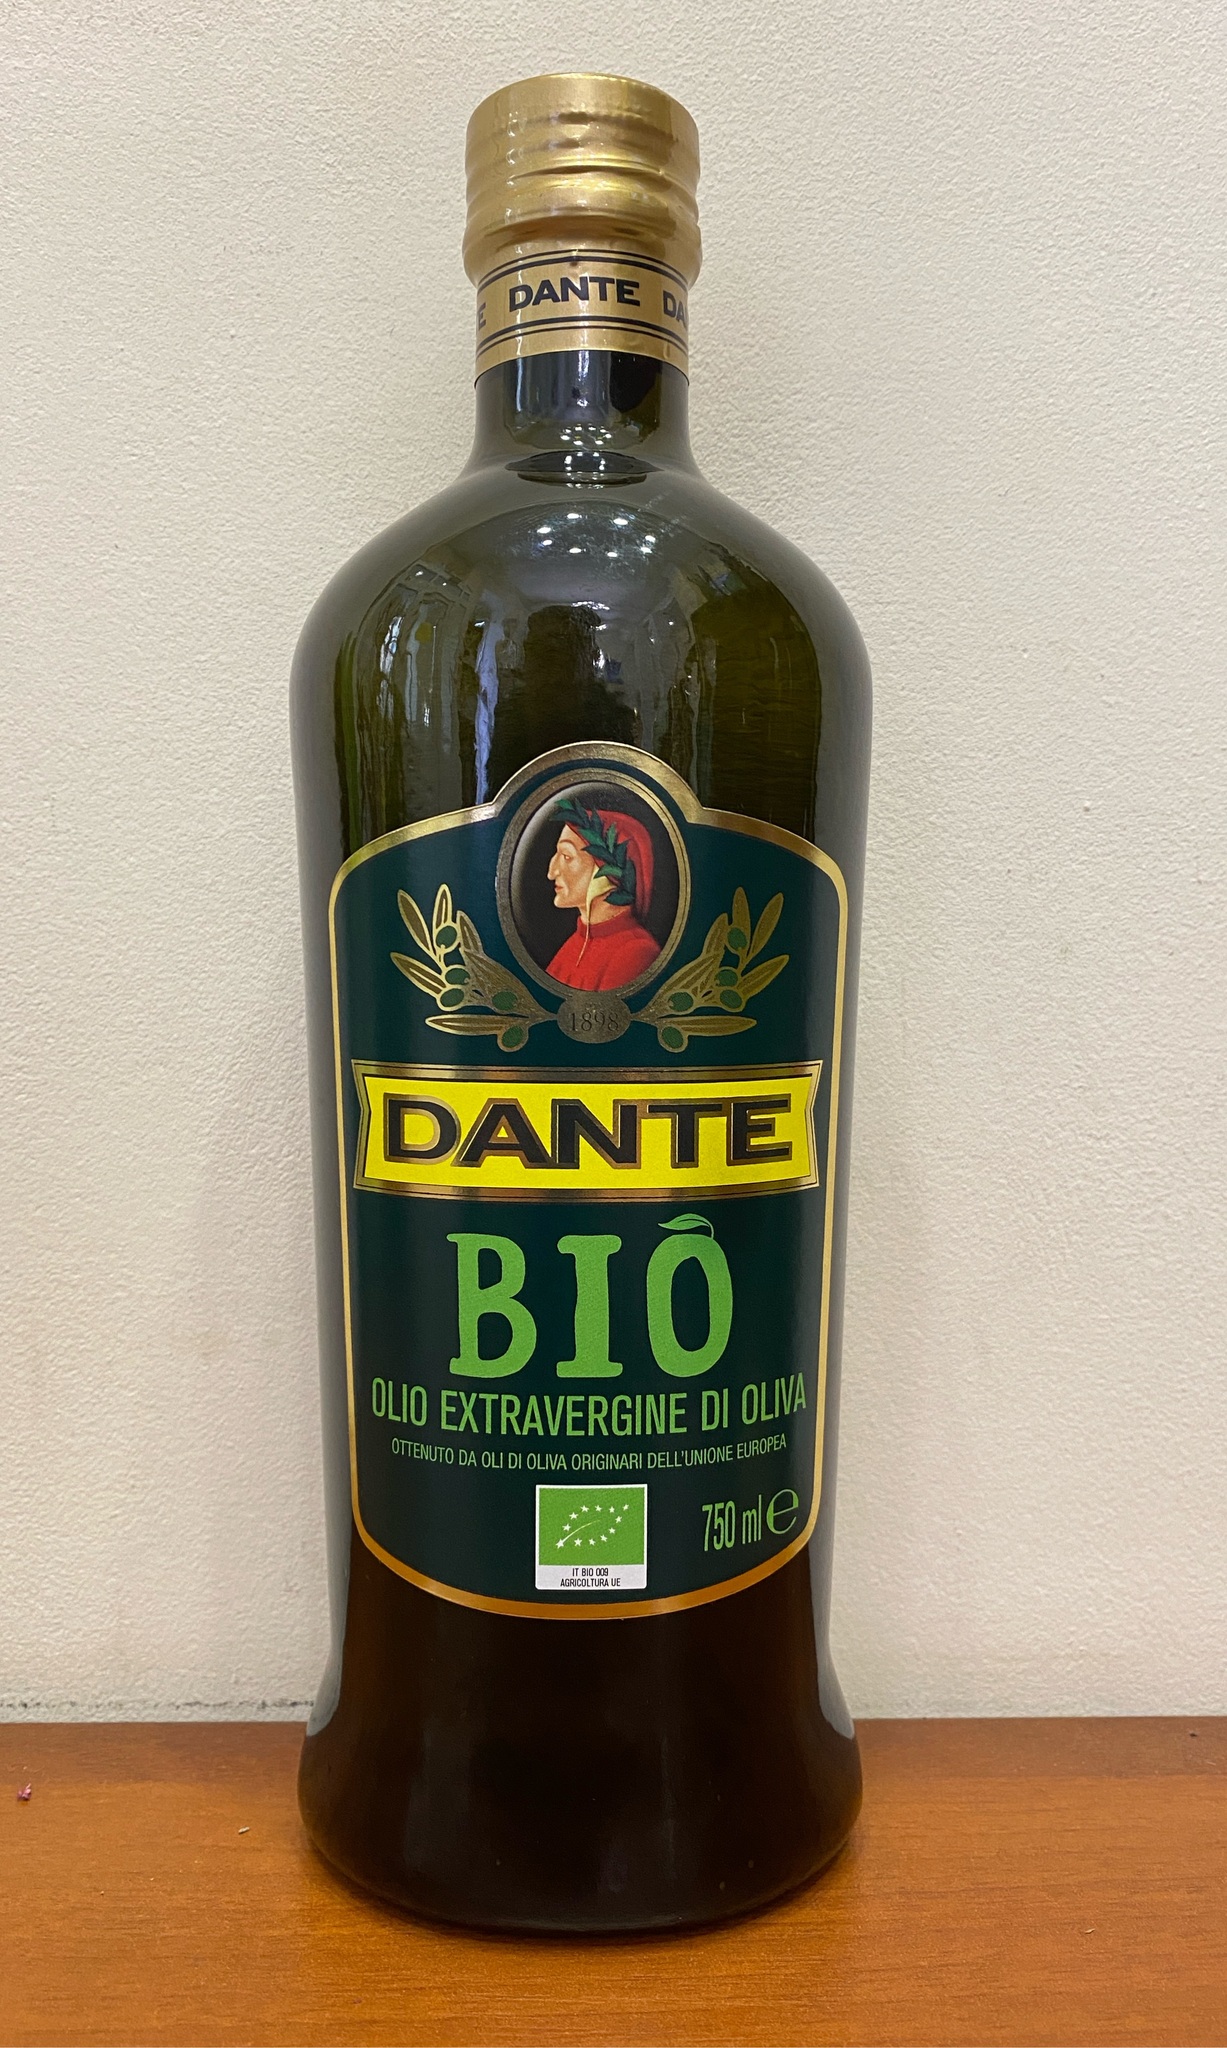 E DANTE DA
1898
DANTE
BIÒ
OLIO EXTRAVERGINE DI OLIVA
OTTENUTO DA OLI DI OLIVA ORIGINARI DELL'UNIONE EUROPEA
750 ml e
IT BIO 009
AGRICOLTURA UE